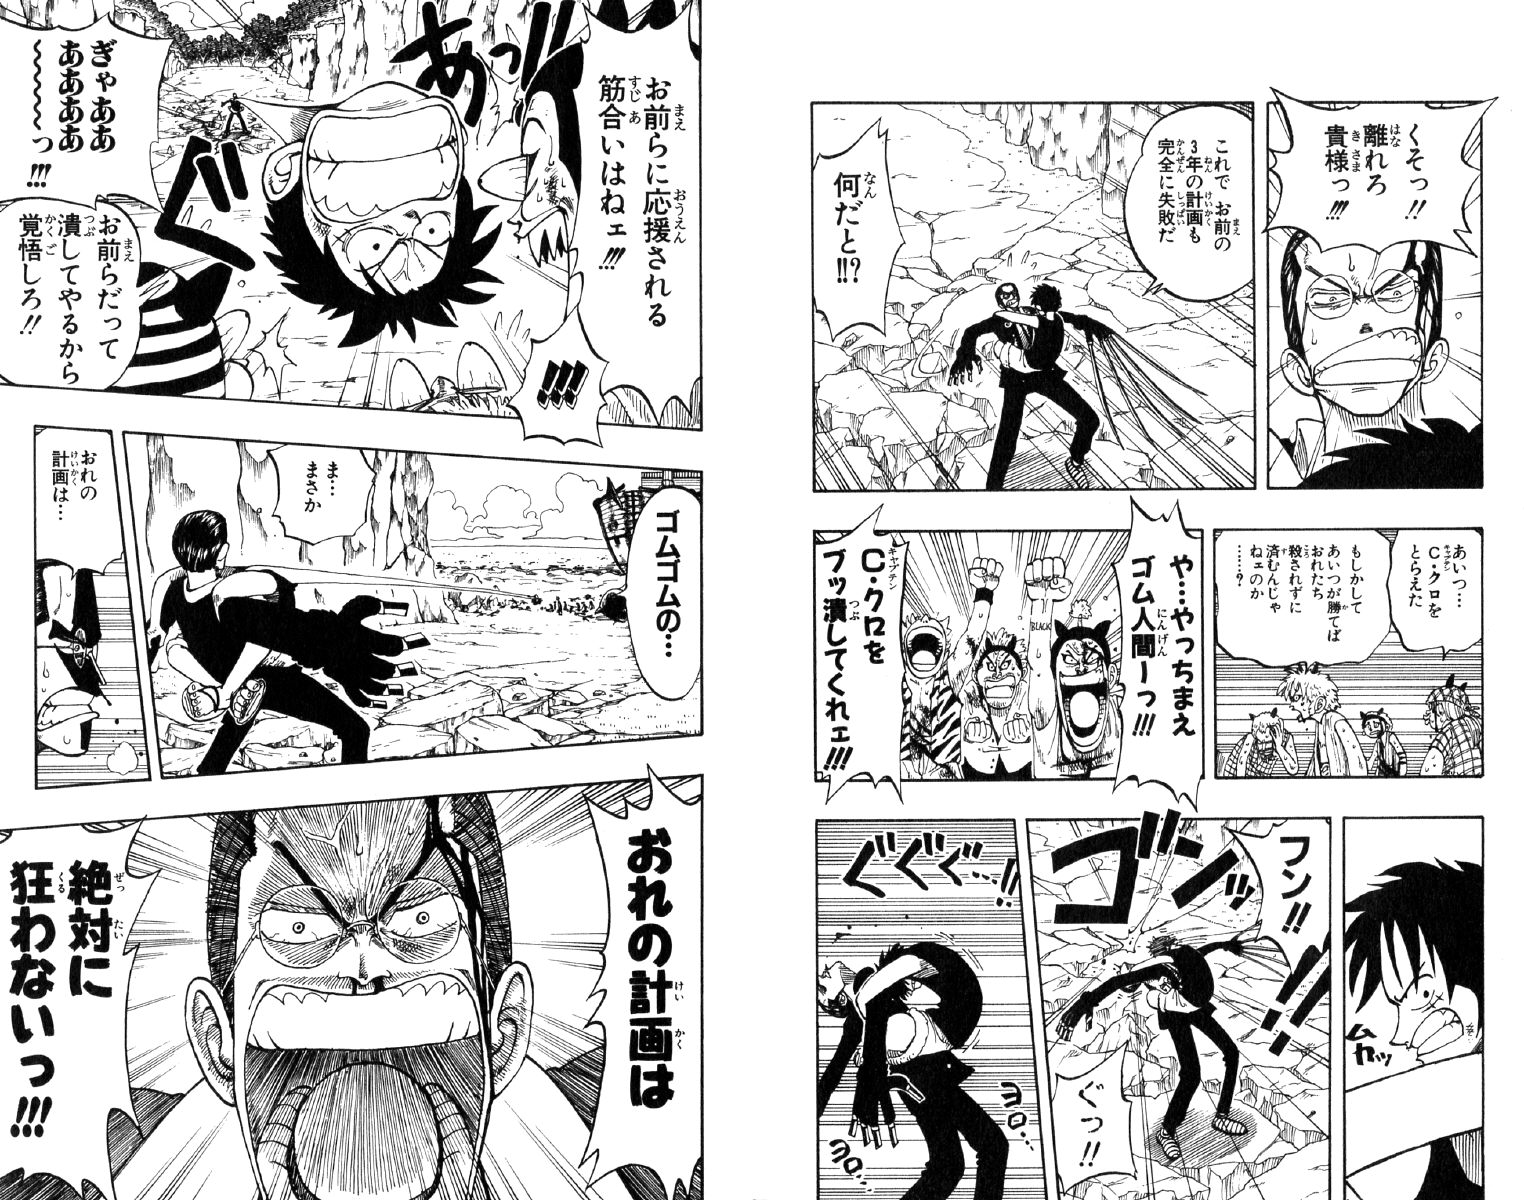 くそっ!!
離れろ
貴様っ!!!!
これで お前の
3年の計画も
完全に失敗だ
何だと!!?
あいつ…
C・クロを
とらえた
もしかして
あいつが勝てば
おれたち
殺されずに
済むんじゃ
ねェのか
……?
や…やっちまえ
ゴム人間ーっ!!!
BLACK
C・クロを
ブッ潰してくれェ!!!
ムカッ
フン!!
ゴンッ!!
ぐっ!!
ぐぐぐ…!!
ヨロ…
ヨロ…
お前らに応援される
筋合いはねェ!!!
あっ!!
ぐい
ぎゃああ
ああああ
~~~~~っ!!!
お前らだって
潰してやるから
覚悟しろ!!
!!!!
ゴムゴムの…
ま…
まさか
おれの
計画は…
おれの計画は
絶対に
狂わないっ!!!